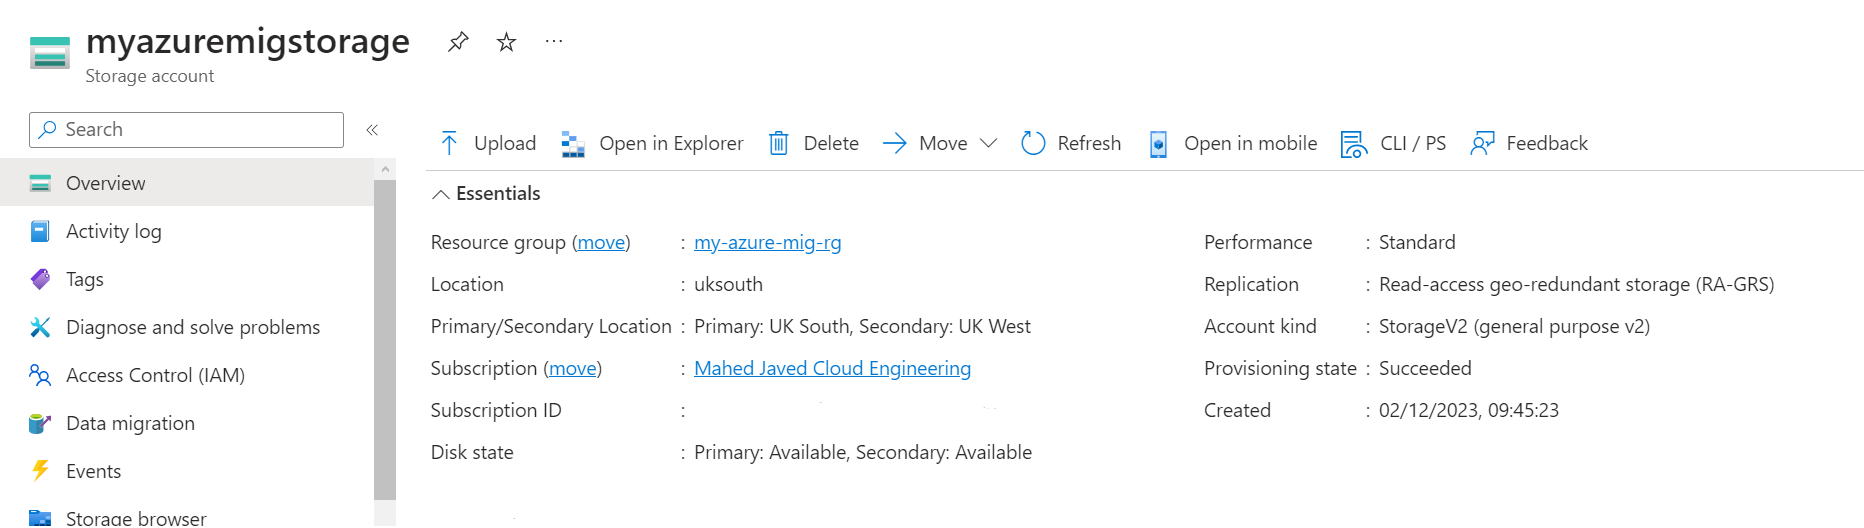 myazuremigstorage
Storage account
Search
Overview
Activity log
Tags
Diagnose and solve problems
Access Control (IAM)
Data migration
Events
Storage browser
Upload Open in Explorer Delete Move Refresh Open in mobile CLI / PS Feedback
Essentials
Resource group (move) : my-azure-mig-rg
Location : uksouth
Primary/Secondary Location : Primary: UK South, Secondary: UK West
Subscription (move) : Mahed Javed Cloud Engineering
Subscription ID :
Disk state : Primary: Available, Secondary: Available
Performance : Standard
Replication : Read-access geo-redundant storage (RA-GRS)
Account kind : StorageV2 (general purpose v2)
Provisioning state : Succeeded
Created : 02/12/2023, 09:45:23